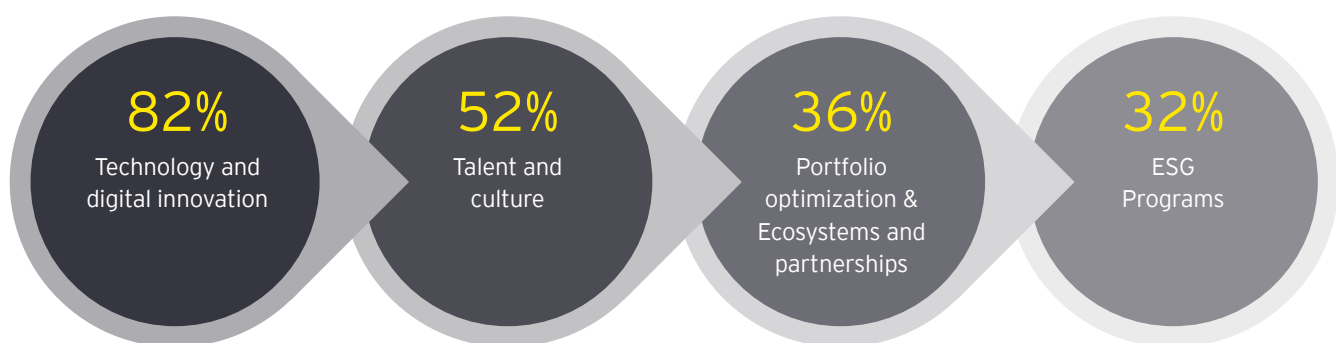 82%
Technology and
digital innovation
52%
Talent and
culture
36%
Portfolio
optimization &
Ecosystems and
partnerships
32%
ESG
Programs